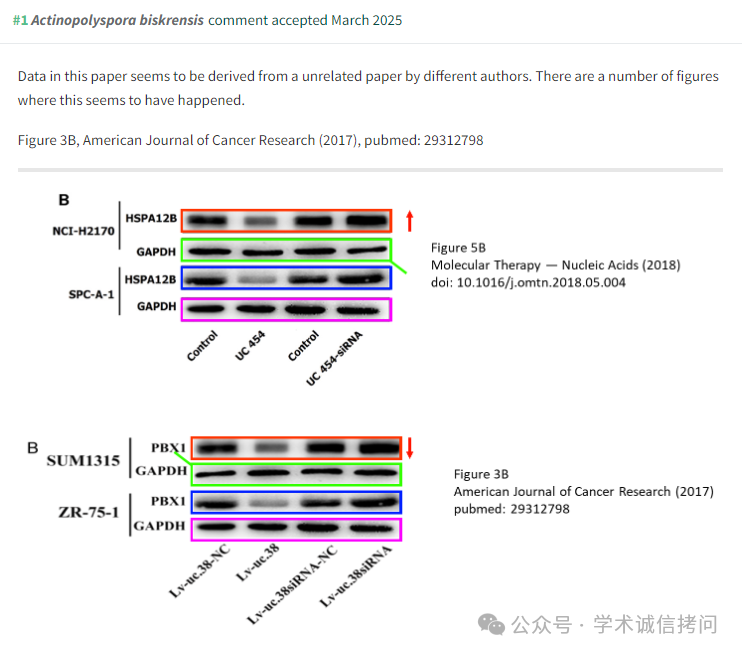 #1 Actinopolyspora biskrensis comment accepted March 2025
Data in this paper seems to be derived from a unrelated paper by different authors. There are a number of figures
where this seems to have happened.
Figure 3B, American Journal of Cancer Research (2017), pubmed: 29312798
B
NCI-H2170
HSPA12B
GAPDH
SPC-A-1
HSPA12B
GAPDH
Control
UC 454
Control
UC 454-siRNA
Figure 5B
Molecular Therapy — Nucleic Acids (2018)
doi: 10.1016/j.omtn.2018.05.004
B
SUM1315
PBX1
GAPDH
ZR-75-1
PBX1
GAPDH
Lv-uc.38-NC
Lv-uc.38
Lv-uc.38siRNA-NC
Lv-uc.38siRNA
Figure 3B
American Journal of Cancer Research (2017)
pubmed: 29312798
公众号 · 学术诚信拷问